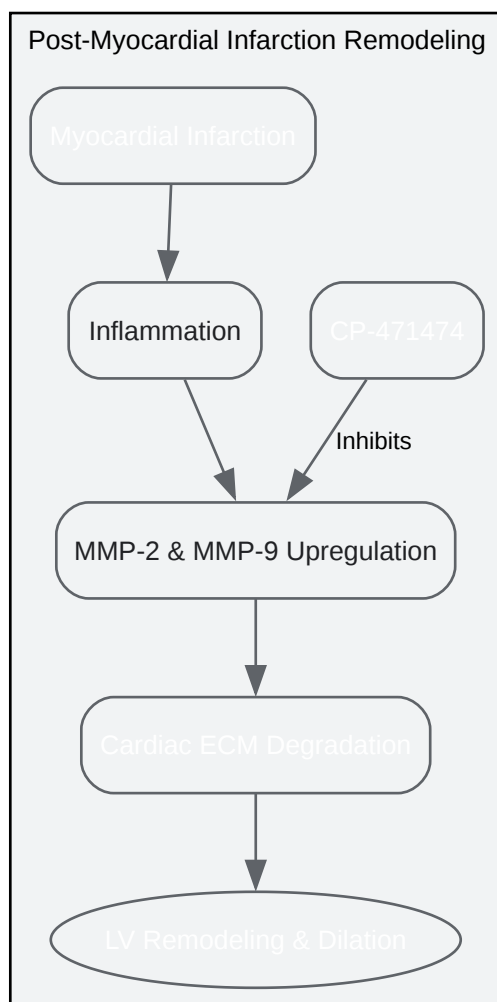 Post-Myocardial Infarction Remodeling
Myocardial Infarction
Inflammation
CP-471474
Inhibits
MMP-2 & MMP-9 Upregulation
Cardiac ECM Degradation
LV Remodeling & Dilation